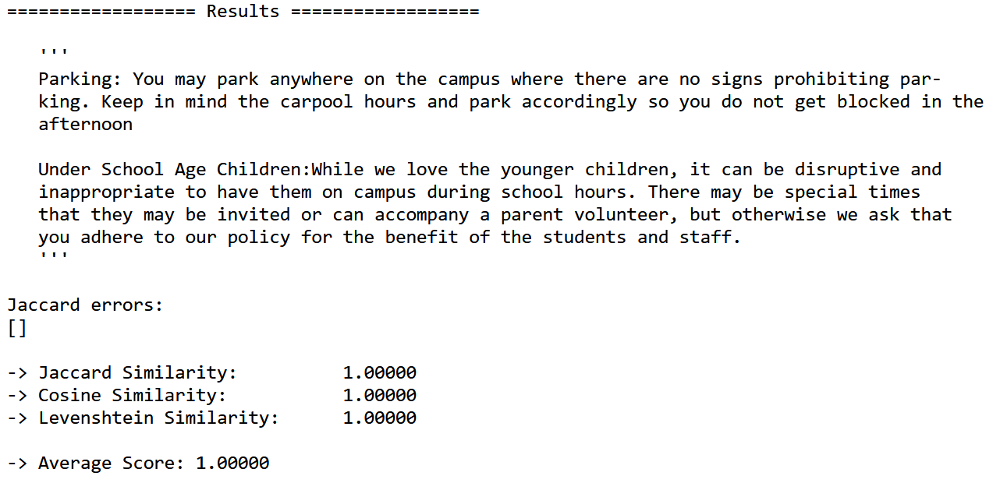 ================== Results ==================
'''
Parking: You may park anywhere on the campus where there are no signs prohibiting par-
king. Keep in mind the carpool hours and park accordingly so you do not get blocked in the
afternoon
Under School Age Children:While we love the younger children, it can be disruptive and
inappropriate to have them on campus during school hours. There may be special times
that they may be invited or can accompany a parent volunteer, but otherwise we ask that
you adhere to our policy for the benefit of the students and staff.
'''
Jaccard errors:
[]
-> Jaccard Similarity: 1.00000
-> Cosine Similarity: 1.00000
-> Levenshtein Similarity: 1.00000
-> Average Score: 1.00000